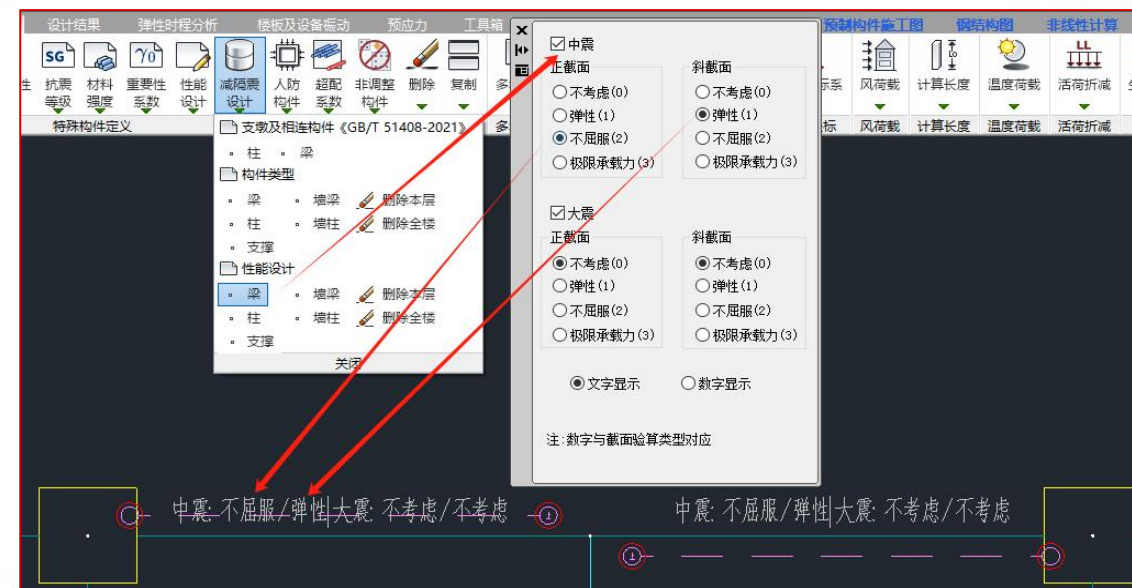 设计结果 弹性时程分析 楼板及设备振动 预应力 工具箱 预制构件施工图 钢结构图 非线性计算
SG γ0 LL
抗震等级 材料强度 重要性系数 性能设计 减隔震设计 人防构件 超配系数 非调整构件 删除 复制 风荷载 计算长度 温度荷载 活荷折减
特殊构件定义 风荷载 计算长度 温度荷载 活荷折减
支墩及相连构件《GB/T 51408-2021》
柱 梁
构件类型
梁 墙梁 删除本层
柱 墙柱 删除全楼
支撑
性能设计
梁 墙梁 删除本层
柱 墙柱 删除全楼
支撑
关闭
中震
正截面 斜截面
不考虑(0) 不考虑(0)
弹性(1) 弹性(1)
不屈服(2) 不屈服(2)
极限承载力(3) 极限承载力(3)
大震
正截面 斜截面
不考虑(0) 不考虑(0)
弹性(1) 弹性(1)
不屈服(2) 不屈服(2)
极限承载力(3) 极限承载力(3)
文字显示 数字显示
注:数字与截面验算类型对应
中震: 不屈服/弹性|大震: 不考虑/不考虑 中震: 不屈服/弹性|大震: 不考虑/不考虑